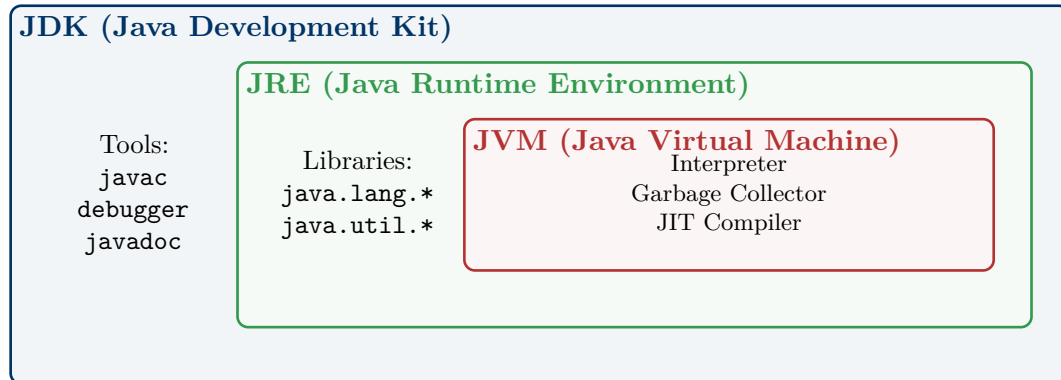 JDK (Java Development Kit)
JRE (Java Runtime Environment)
Tools:
javac
debugger
javadoc
Libraries:
java.lang.*
java.util.*
JVM (Java Virtual Machine)
Interpreter
Garbage Collector
JIT Compiler